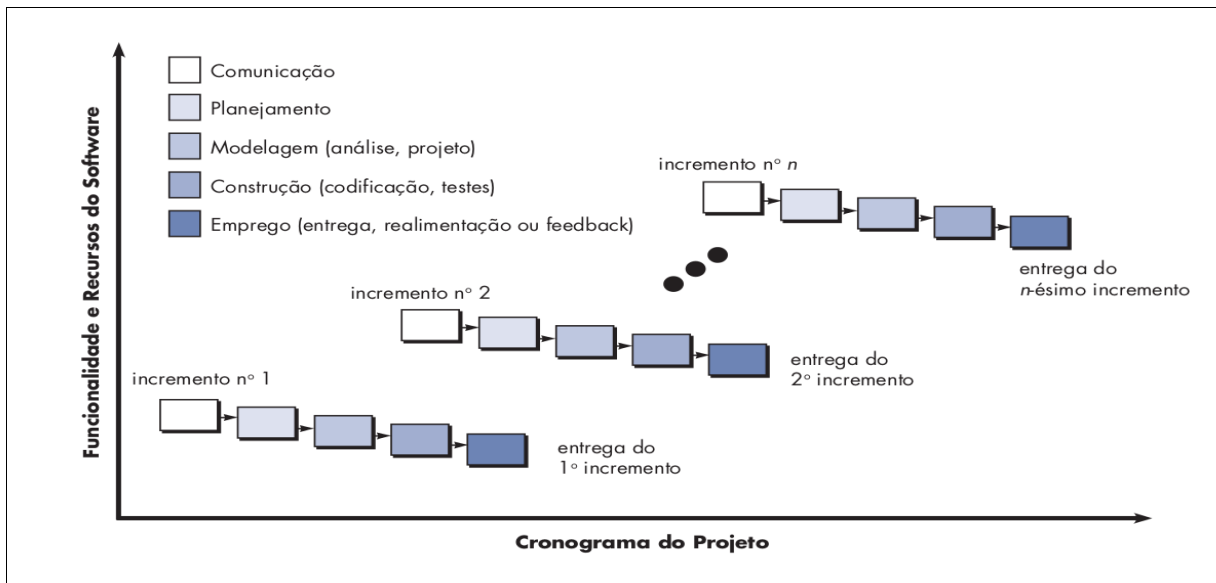 Funcionalidade e Recursos do Software
Comunicação
Planejamento
Modelagem (análise, projeto)
Construção (codificação, testes)
Emprego (entrega, realimentação ou feedback)
incremento nº n
entrega do
n-ésimo incremento
incremento nº 2
entrega do
2º incremento
incremento nº 1
entrega do
1º incremento
Cronograma do Projeto